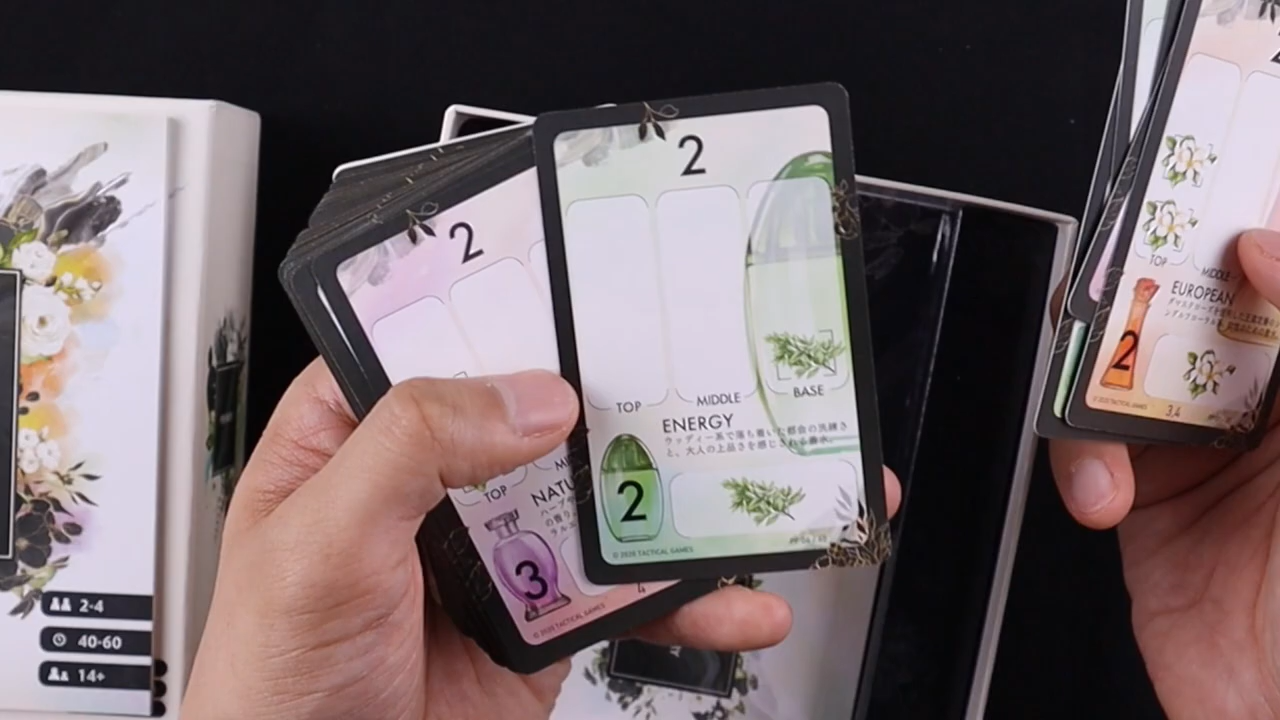 2
TOP
MIDDLE
BASE
ENERGY
ウッディー系で落ち着いた都会の洗練さ
と、大人の上品さを感じられる香水。
2
© 2020 TACTICAL GAMES
2
TOP
NATU
3
4
© 2020 TACTICAL GAMES
TOP
MIDDLE
EUROPEAN
2
3,4
© 2020 TACTICAL GAMES
2-4
40-60
14+